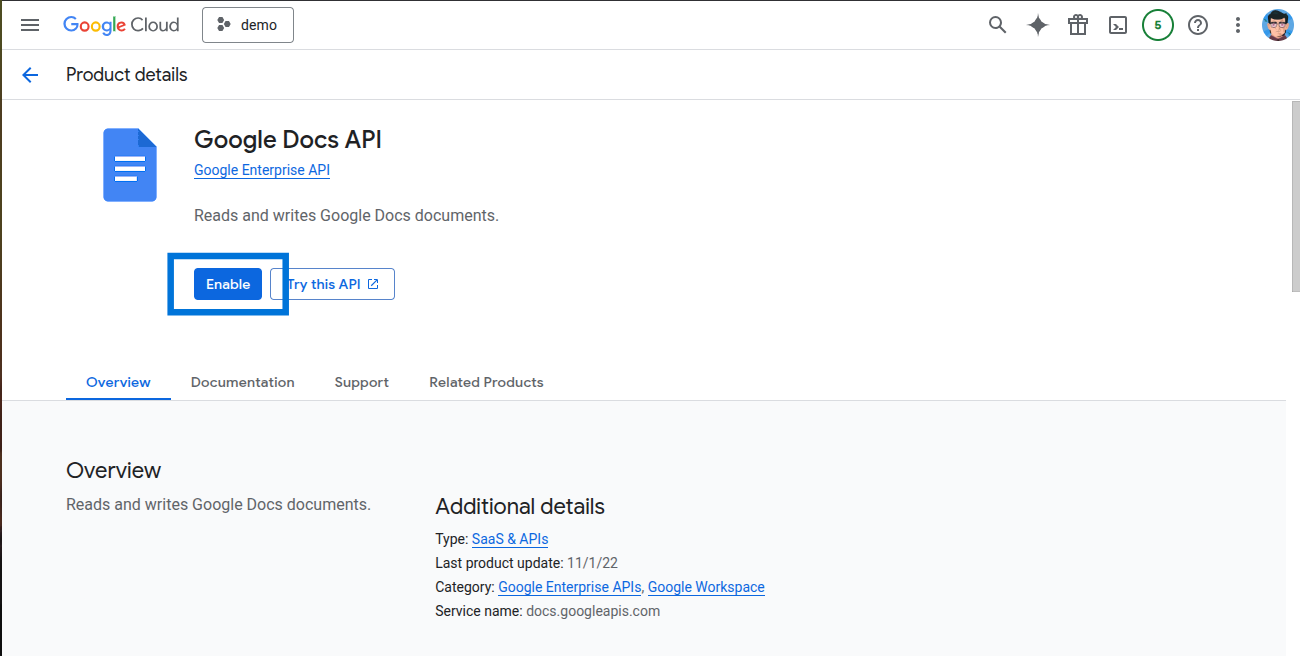 Google Cloud
demo
5
Product details
Google Docs API
Google Enterprise API
Reads and writes Google Docs documents.
Enable
Try this API
Overview Documentation Support Related Products
Overview
Reads and writes Google Docs documents.
Additional details
Type: SaaS & APIs
Last product update: 11/1/22
Category: Google Enterprise APIs, Google Workspace
Service name: docs.googleapis.com